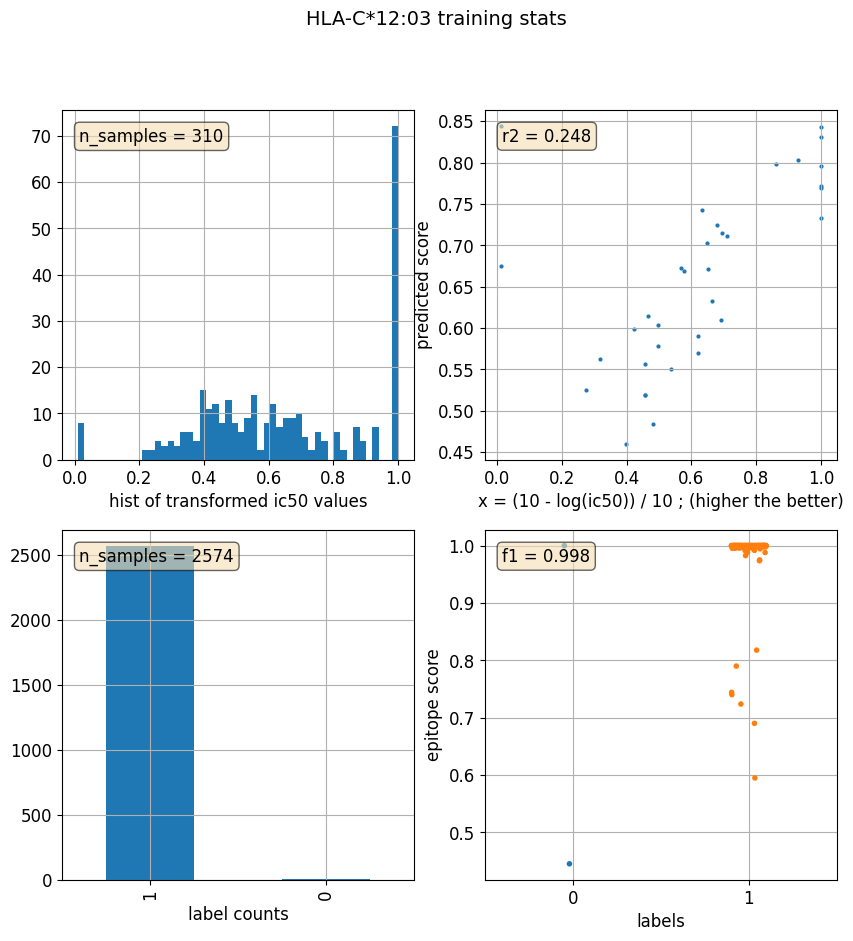 HLA-C*12:03 training stats
n_samples = 310
70
60
50
40
30
20
10
0
0.0 0.2 0.4 0.6 0.8 1.0
hist of transformed ic50 values
r2 = 0.248
predicted score
0.85
0.80
0.75
0.70
0.65
0.60
0.55
0.50
0.45
0.0 0.2 0.4 0.6 0.8 1.0
x = (10 - log(ic50)) / 10 ; (higher the better)
n_samples = 2574
2500
2000
1500
1000
500
0
1 0
label counts
f1 = 0.998
epitope score
1.0
0.9
0.8
0.7
0.6
0.5
0 1
labels